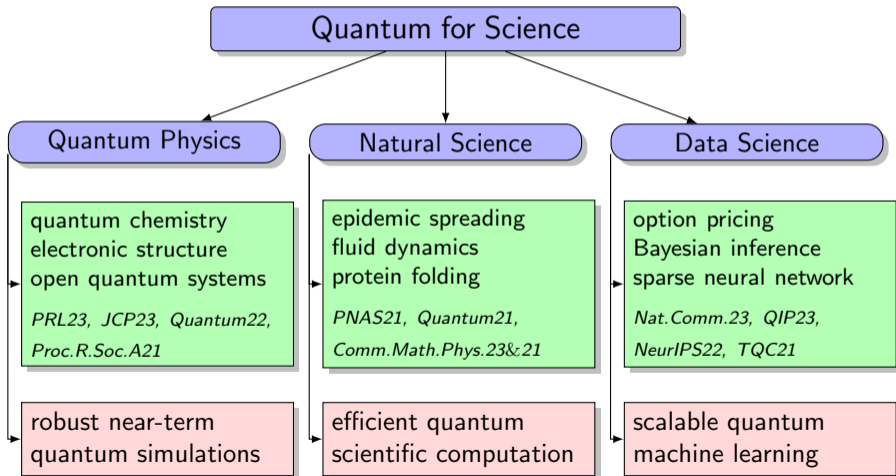 Quantum for Science
Quantum Physics
Natural Science
Data Science
quantum chemistry
electronic structure
open quantum systems
PRL23, JCP23, Quantum22,
Proc.R.Soc.A21
epidemic spreading
fluid dynamics
protein folding
PNAS21, Quantum21,
Comm.Math.Phys.23&21
option pricing
Bayesian inference
sparse neural network
Nat.Comm.23, QIP23,
NeurIPS22, TQC21
robust near-term
quantum simulations
efficient quantum
scientific computation
scalable quantum
machine learning